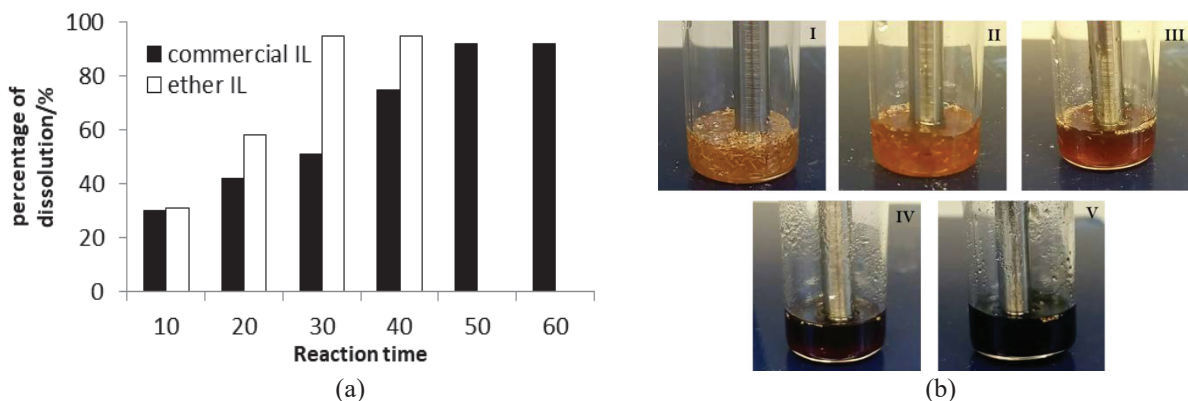 percentage of
dissolution/%
100
80
60
40
20
0
commercial IL
ether IL
10 20 30 40 50 60
Reaction time
(a)
I
II
III
IV
V
(b)